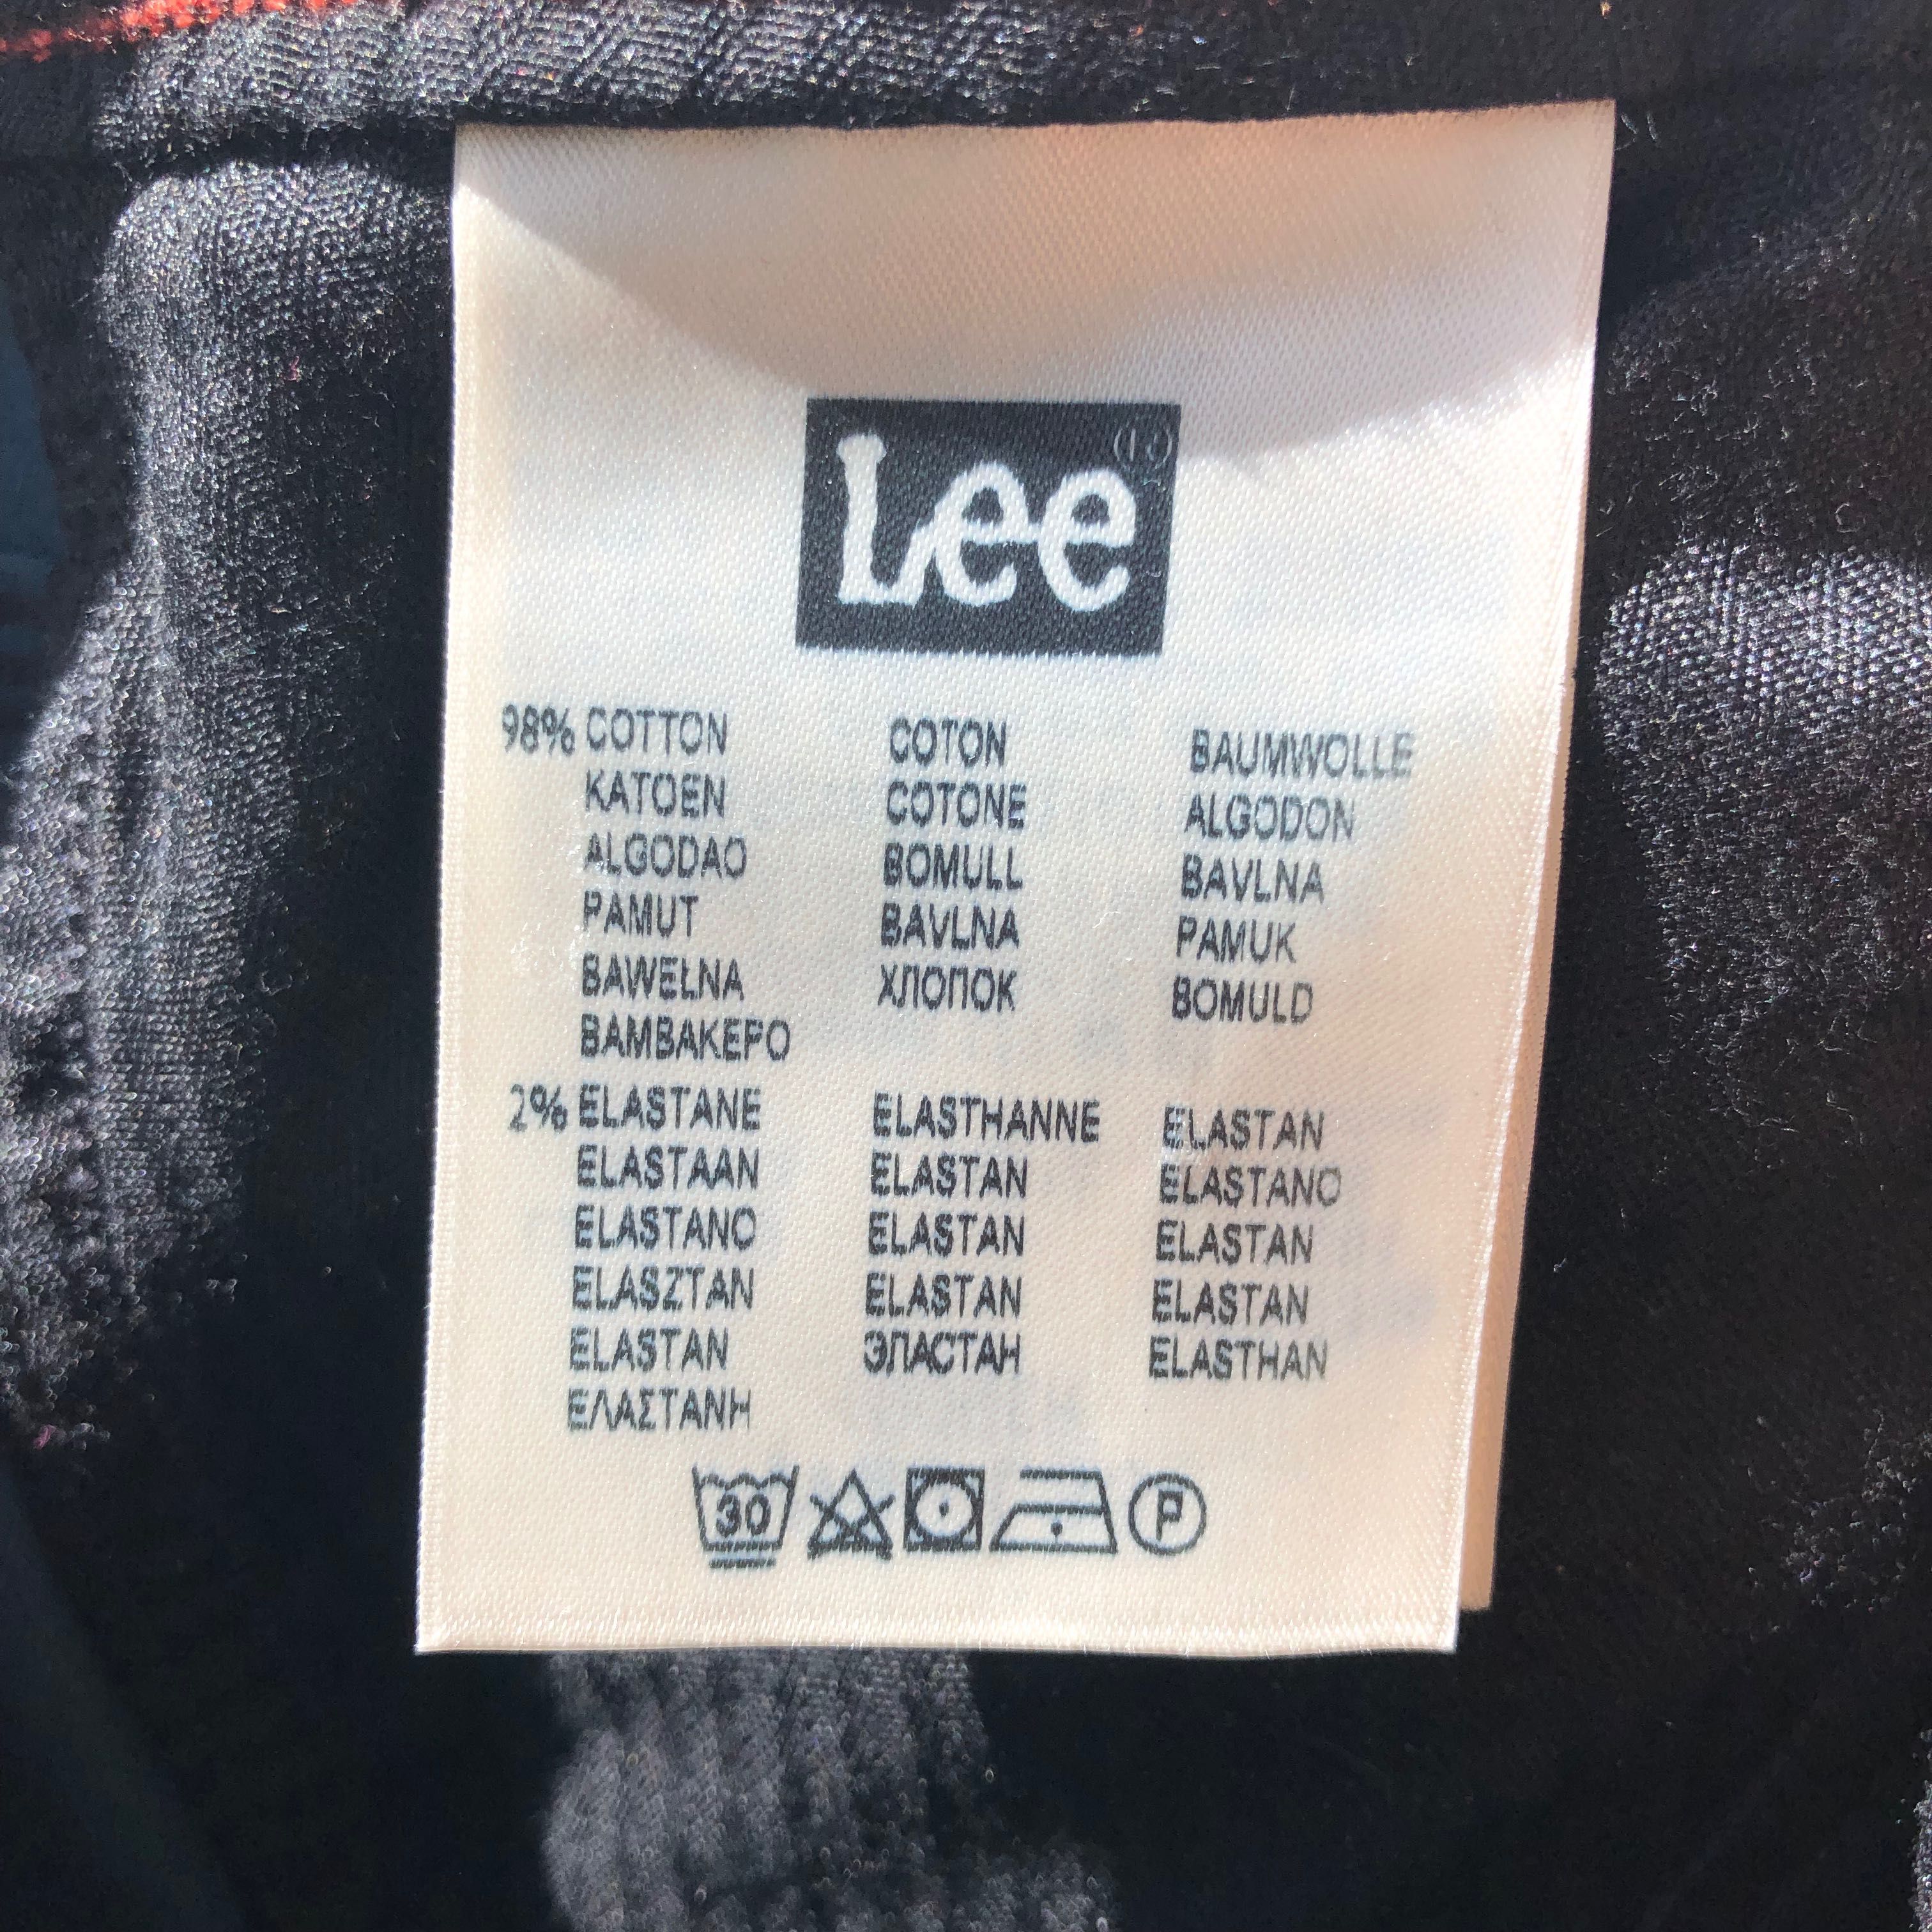 Lee
98% COTTON COTON BAUMWOLLE
KATOEN COTONE ALGODON
ALGODAO BOMULL BAVLNA
PAMUT BAVLNA PAMUK
BAWEŁNA ХЛОПОК BOMULD
ΒΑΜΒΑΚΕΡΟ
2% ELASTANE ELASTHANNE ELASTAN
ELASTAAN ELASTAN ELASTANO
ELASTANO ELASTAN ELASTAN
ELASZTAN ELASTAN ELASTAN
ELASTAN ЭЛАСТАН ELASTHAN
ΕΛΑΣΤΑΝΗ
30 P